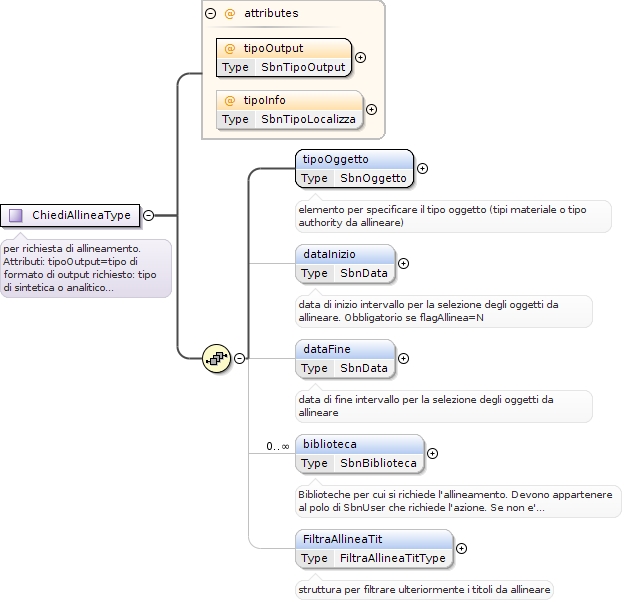 @ attributes
@ tipoOutput
Type SbnTipoOutput
@ tipoInfo
Type SbnTipoLocalizza
ChiediAllineaType
per richiesta di allineamento.
Attributi: tipoOutput=tipo di
formato di output richiesto: tipo
di sintetica o analitico...
tipoOggetto
Type SbnOggetto
elemento per specificare il tipo oggetto (tipi materiale o tipo
authority da allineare)
dataInizio
Type SbnData
data di inizio intervallo per la selezione degli oggetti da
allineare. Obbligatorio se flagAllinea=N
dataFine
Type SbnData
data di fine intervallo per la selezione degli oggetti da
allineare
0..∞
biblioteca
Type SbnBiblioteca
Biblioteche per cui si richiede l'allineamento. Devono appartenere
al polo di SbnUser che richiede l'azione. Se non e'...
FiltraAllineaTit
Type FiltraAllineaTitType
struttura per filtrare ulteriormente i titoli da allineare